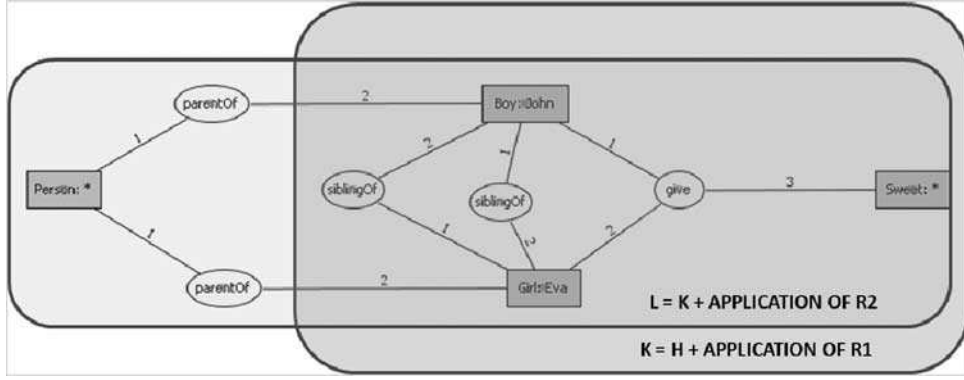 parentOf
2
Boy: John
1
2
1
1
Person: *
siblingOf
siblingOf
give
3
Sweet: *
1
1
2
2
parentOf
2
Girl: Eva
L = K + APPLICATION OF R2
K = H + APPLICATION OF R1